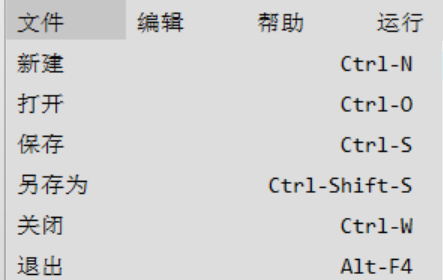 文件 编辑 帮助 运行
新建 Ctrl-N
打开 Ctrl-O
保存 Ctrl-S
另存为 Ctrl-Shift-S
关闭 Ctrl-W
退出 Alt-F4